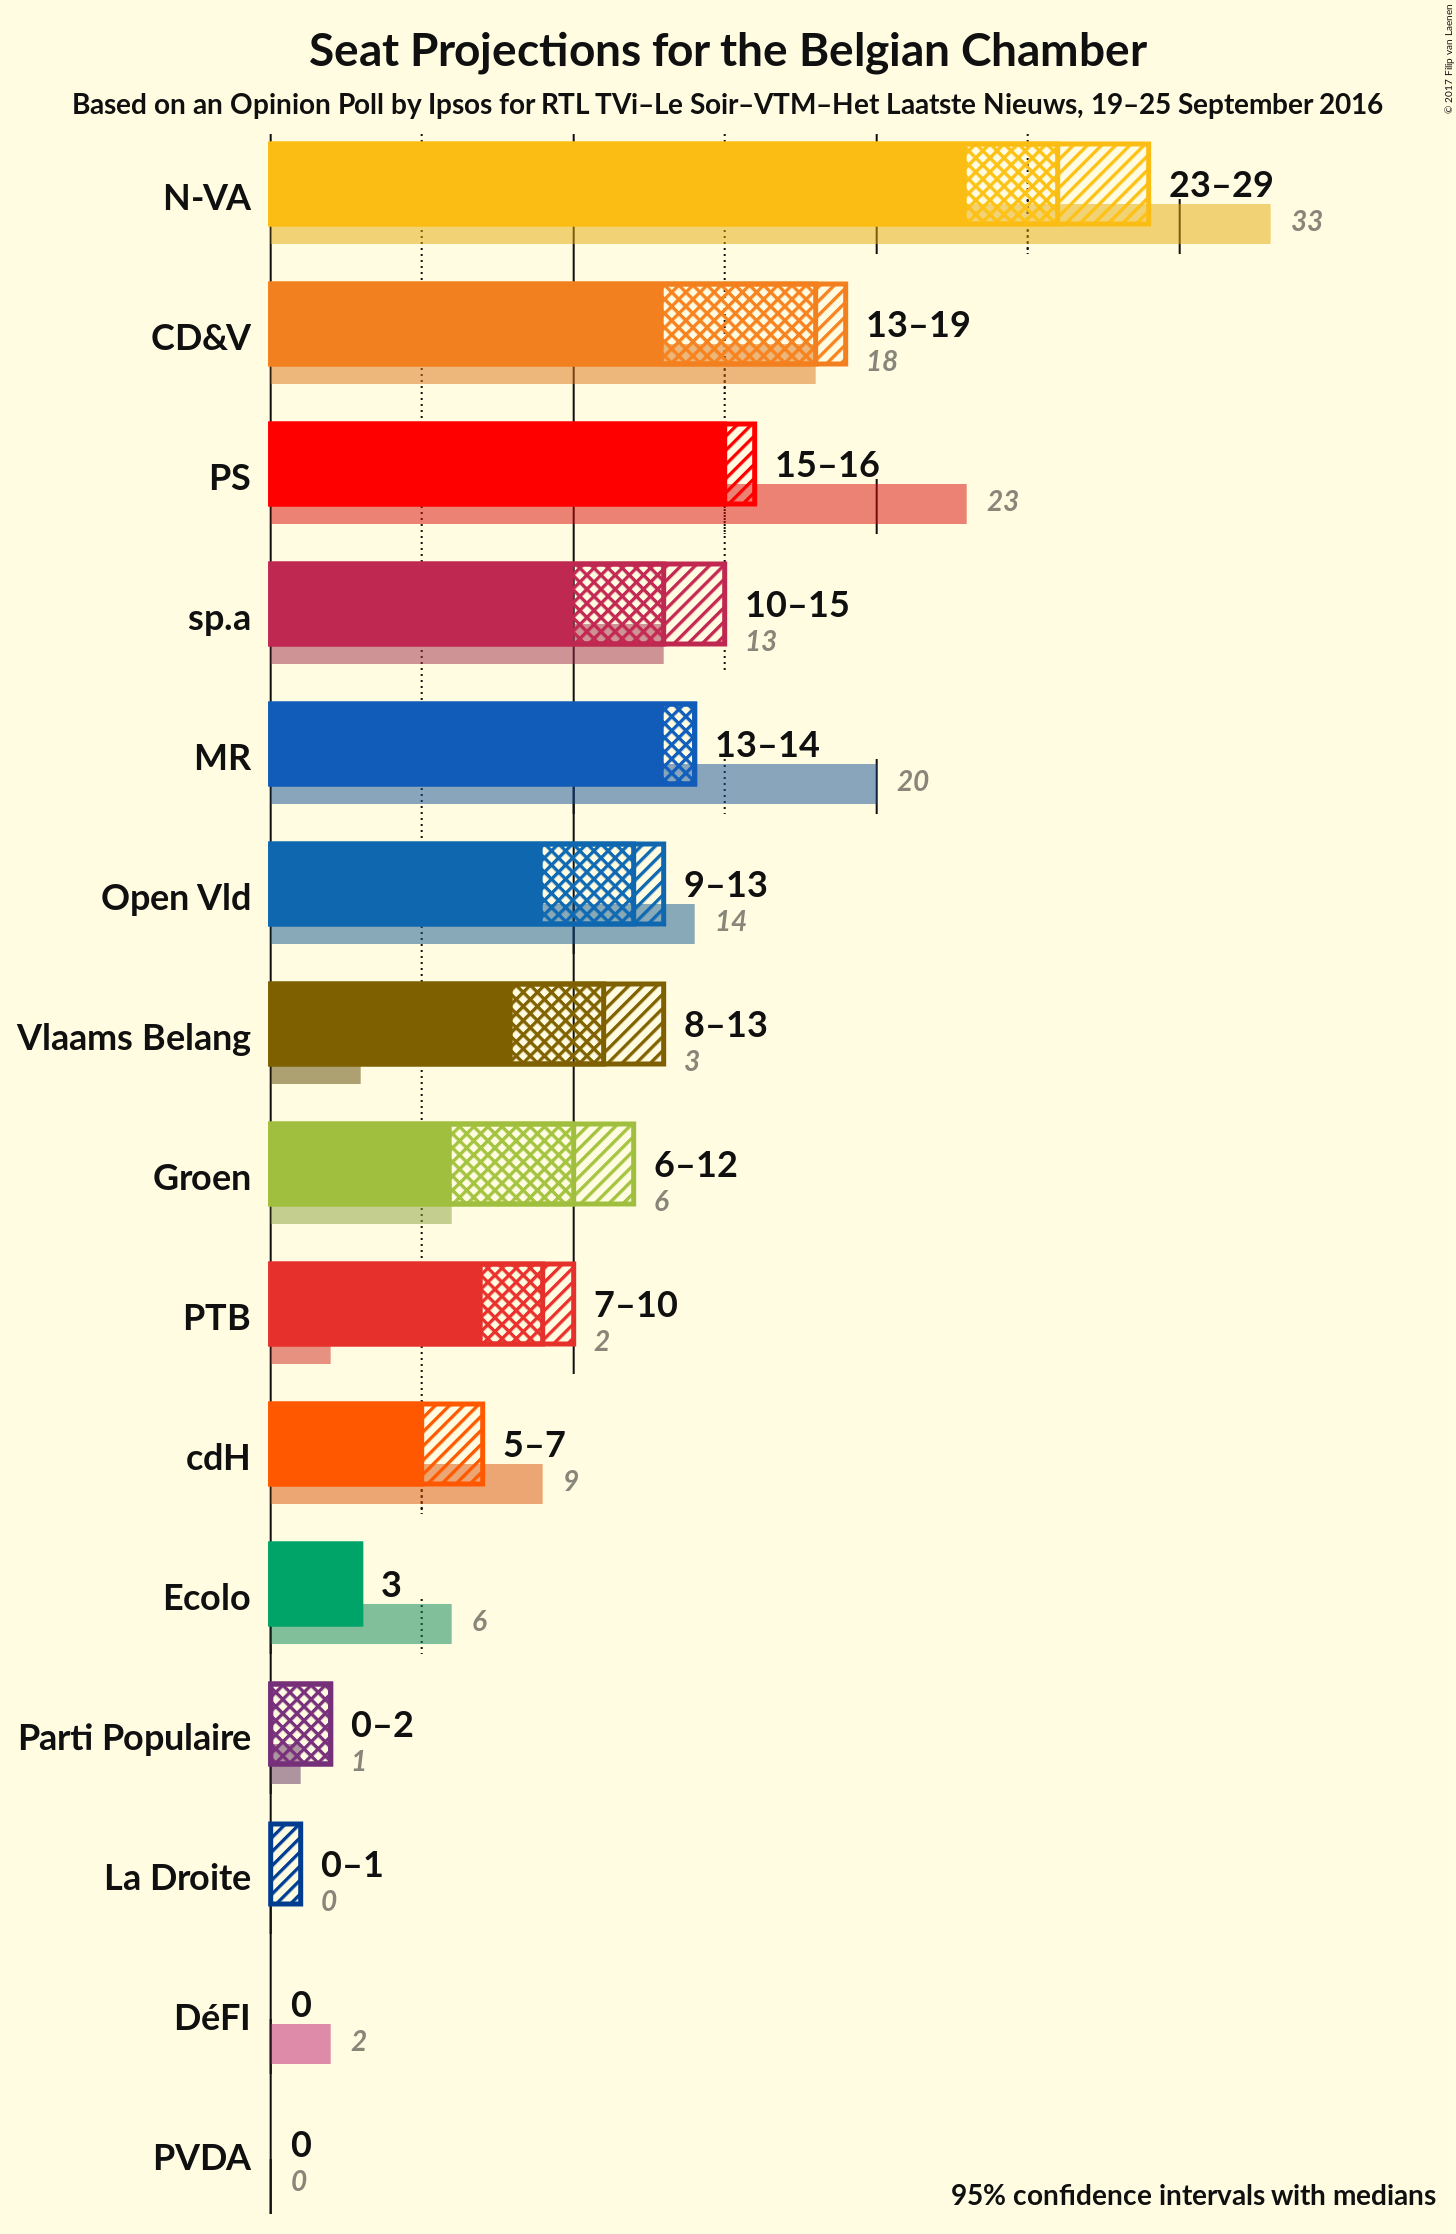 Seat Projections for the Belgian Chamber
Based on an Opinion Poll by Ipsos for RTL TVi–Le Soir–VTM–Het Laatste Nieuws, 19–25 September 2016
© 2017 Filip van Laenen
N-VA
23–29
33
CD&V
13–19
18
PS
15–16
23
sp.a
10–15
13
MR
13–14
20
Open Vld
9–13
14
Vlaams Belang
8–13
3
Groen
6–12
6
PTB
7–10
2
cdH
5–7
9
Ecolo
3
6
Parti Populaire
0–2
1
La Droite
0–1
0
DéFI
0
2
PVDA
0
0
95% confidence intervals with medians